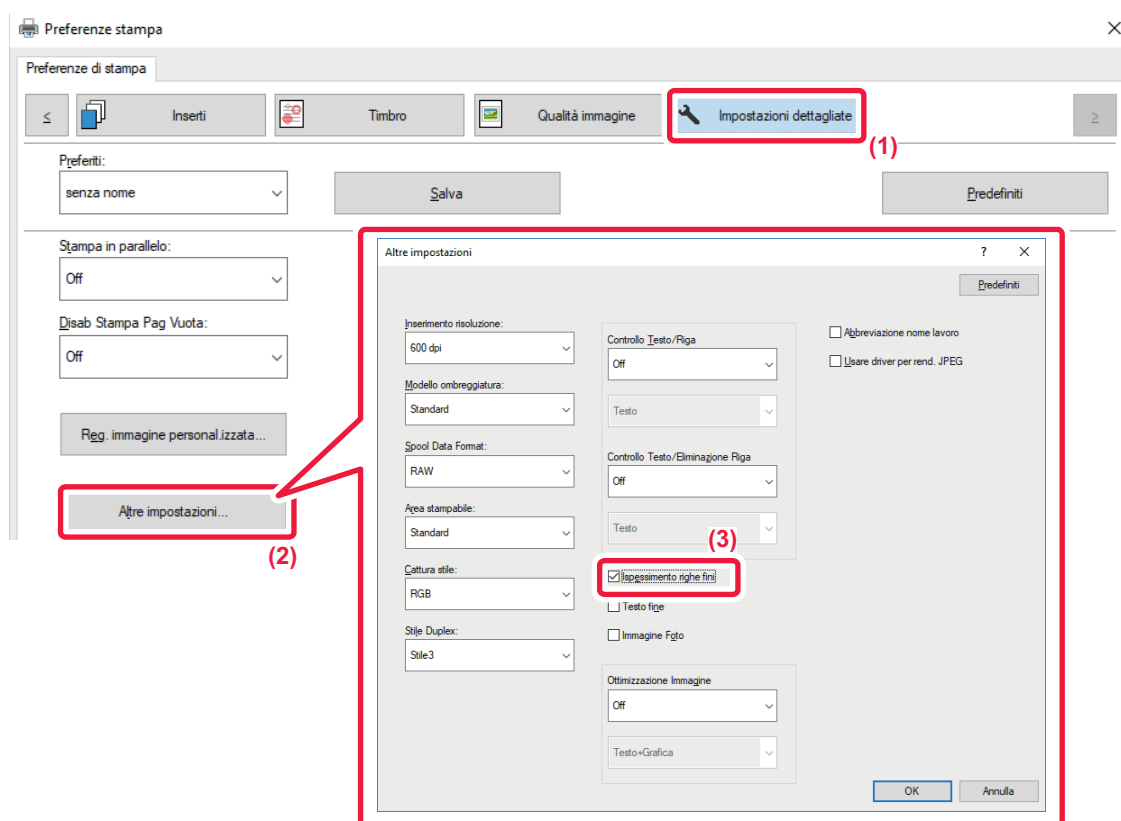 Preferenze stampa
Preferenze di stampa
<
Inserti
Timbro
Qualità immagine
Impostazioni dettagliate
>
(1)
Preferiti:
senza nome
Salva
Predefiniti
Stampa in parallelo:
Off
Disab Stampa Pag Vuota:
Off
Reg. immagine personal.izzata...
Altre impostazioni...
(2)
Altre impostazioni
?
Predefiniti
Inserimento risoluzione:
600 dpi
Modello ombreggiatura:
Standard
Spool Data Format:
RAW
Area stampabile:
Standard
Cattura stile:
RGB
Stile Duplex:
Stile3
Controllo Testo/Riga
Off
Testo
Controllo Testo/Eliminazione Riga
Off
Testo
(3)
Ispessimento righe fini
Testo fine
Immagine Foto
Ottimizzazione Immagine
Off
Testo+Grafica
Abbreviazione nome lavoro
Usare driver per rend. JPEG
OK
Annulla